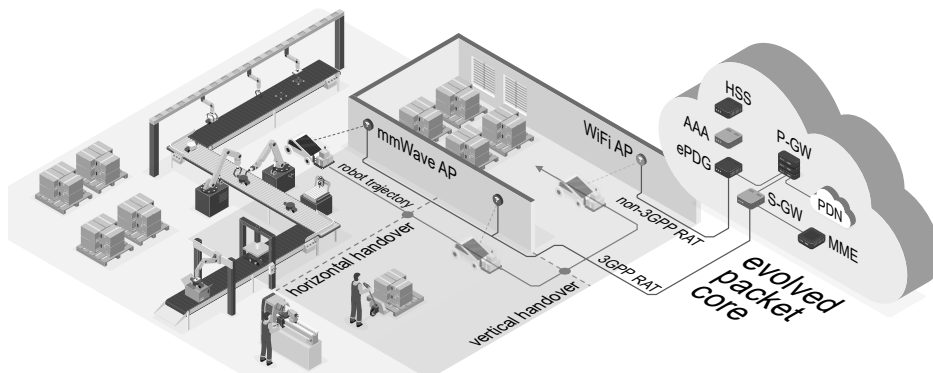 HSS
AAA
ePDG
P-GW
PDN
S-GW
MME
WiFi AP
mmWave AP
robot trajectory
non-3GPP RAT
3GPP RAT
horizontal handover
vertical handover
evolved
packet
core